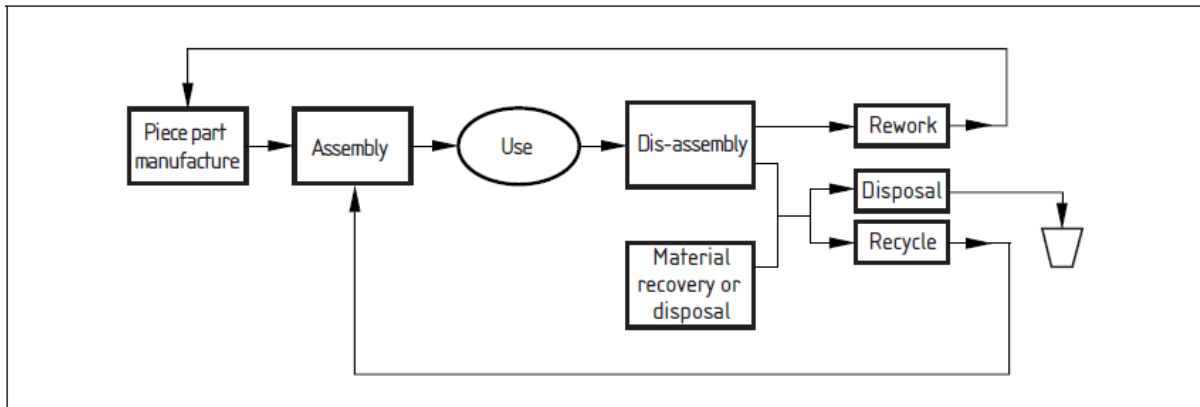 Piece part
manufacture
Assembly
Use
Dis-assembly
Rework
Disposal
Recycle
Material
recovery or
disposal